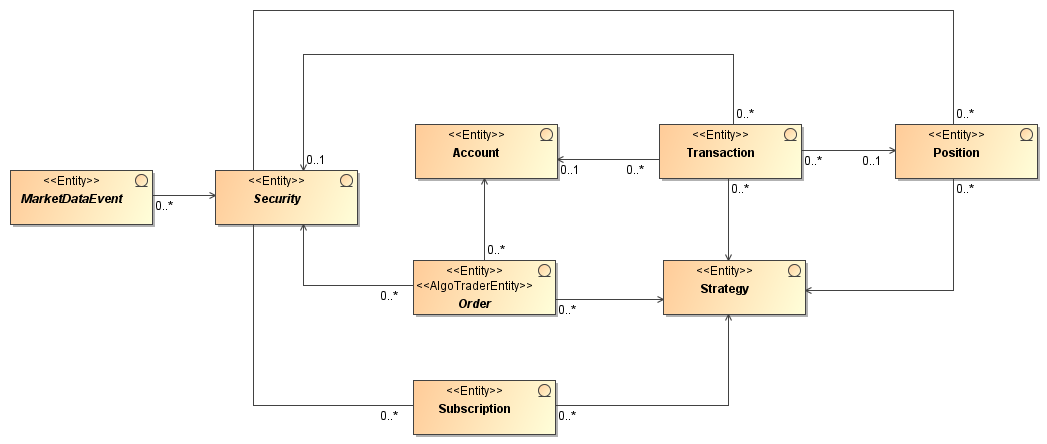 0..*
0..*
<<Entity>>
Account
<<Entity>>
Transaction
<<Entity>>
Position
0..1
0..*
0..1
0..1
0..*
<<Entity>>
MarketDataEvent
0..*
<<Entity>>
Security
0..*
0..*
0..*
<<Entity>>
<<AlgoTraderEntity>>
Order
<<Entity>>
Strategy
0..*
0..*
<<Entity>>
Subscription
0..*
0..*